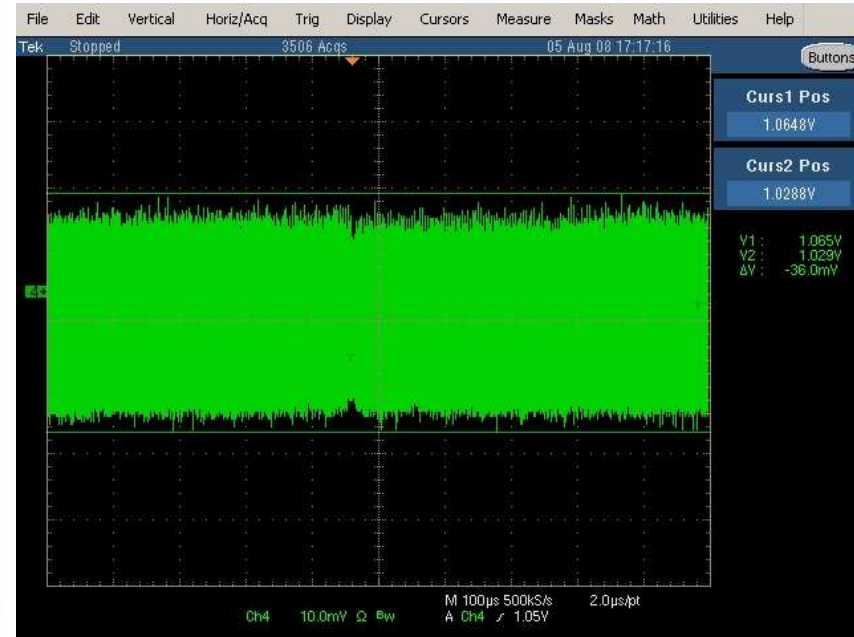 File Edit Vertical Horiz/Acq Trig Display Cursors Measure Masks Math Utilities Help
Tek Stopped 3506 Acqs 05 Aug 08 17:17:16
Buttons
Curs1 Pos
1.0648V
Curs2 Pos
1.0288V
V1 : 1.065V
V2 : 1.029V
ΔV : -36.0mV
M 100µs 500kS/s 2.0µs/pt
Ch4 10.0mV Ω Bw A Ch4 ∕ 1.05V